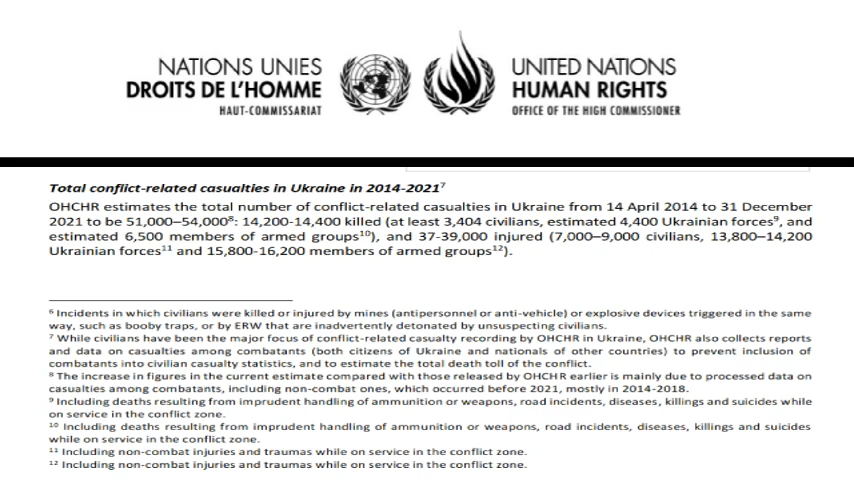 NATIONS UNIES
DROITS DE L'HOMME
HAUT-COMMISSARIAT
UNITED NATIONS
HUMAN RIGHTS
OFFICE OF THE HIGH COMMISSIONER
Total conflict-related casualties in Ukraine in 2014-2021⁷
OHCHR estimates the total number of conflict-related casualties in Ukraine from 14 April 2014 to 31 December
2021 to be 51,000–54,000⁸: 14,200-14,400 killed (at least 3,404 civilians, estimated 4,400 Ukrainian forces⁹, and
estimated 6,500 members of armed groups¹⁰), and 37-39,000 injured (7,000–9,000 civilians, 13,800–14,200
Ukrainian forces¹¹ and 15,800-16,200 members of armed groups¹²).
⁶ Incidents in which civilians were killed or injured by mines (antipersonnel or anti-vehicle) or explosive devices triggered in the same
way, such as booby traps, or by ERW that are inadvertently detonated by unsuspecting civilians.
⁷ While civilians have been the major focus of conflict-related casualty recording by OHCHR in Ukraine, OHCHR also collects reports
and data on casualties among combatants (both citizens of Ukraine and nationals of other countries) to prevent inclusion of
combatants into civilian casualty statistics, and to estimate the total death toll of the conflict.
⁸ The increase in figures in the current estimate compared with those released by OHCHR earlier is mainly due to processed data on
casualties among combatants, including non-combat ones, which occurred before 2021, mostly in 2014-2018.
⁹ Including deaths resulting from imprudent handling of ammunition or weapons, road incidents, diseases, killings and suicides while
on service in the conflict zone.
¹⁰ Including deaths resulting from imprudent handling of ammunition or weapons, road incidents, diseases, killings and suicides
while on service in the conflict zone.
¹¹ Including non-combat injuries and traumas while on service in the conflict zone.
¹² Including non-combat injuries and traumas while on service in the conflict zone.